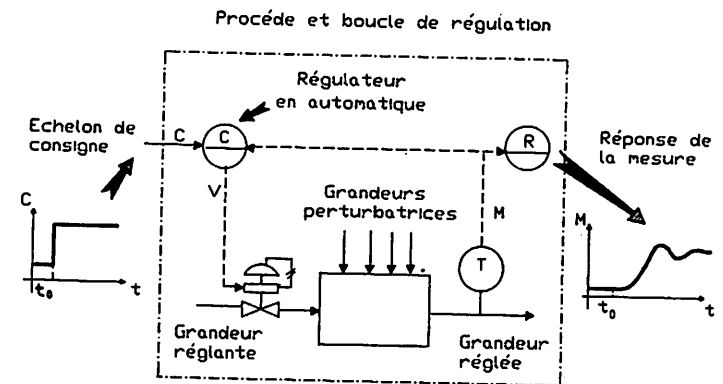 Procéde et boucle de régulation
Régulateur
en automatique
Echelon de
consigne
C
C
R
Réponse de
la mesure
V
Grandeurs
perturbatrices
M
C
t₀
t
T
M
t₀
t
Grandeur
réglante
Grandeur
réglée